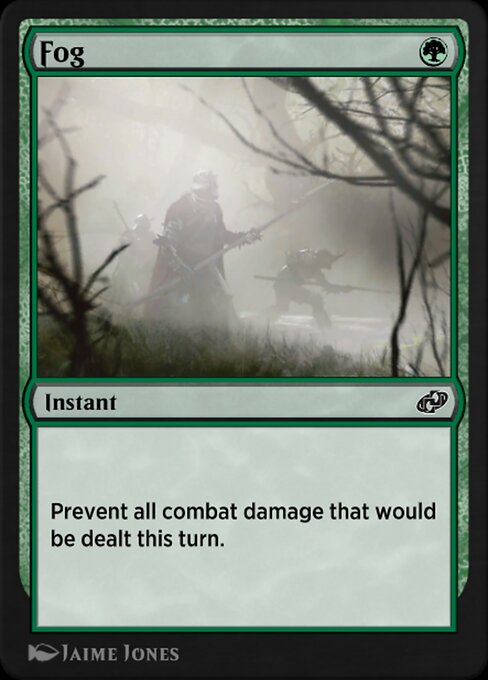 Fog
Instant
Prevent all combat damage that would
be dealt this turn.
Jaime Jones